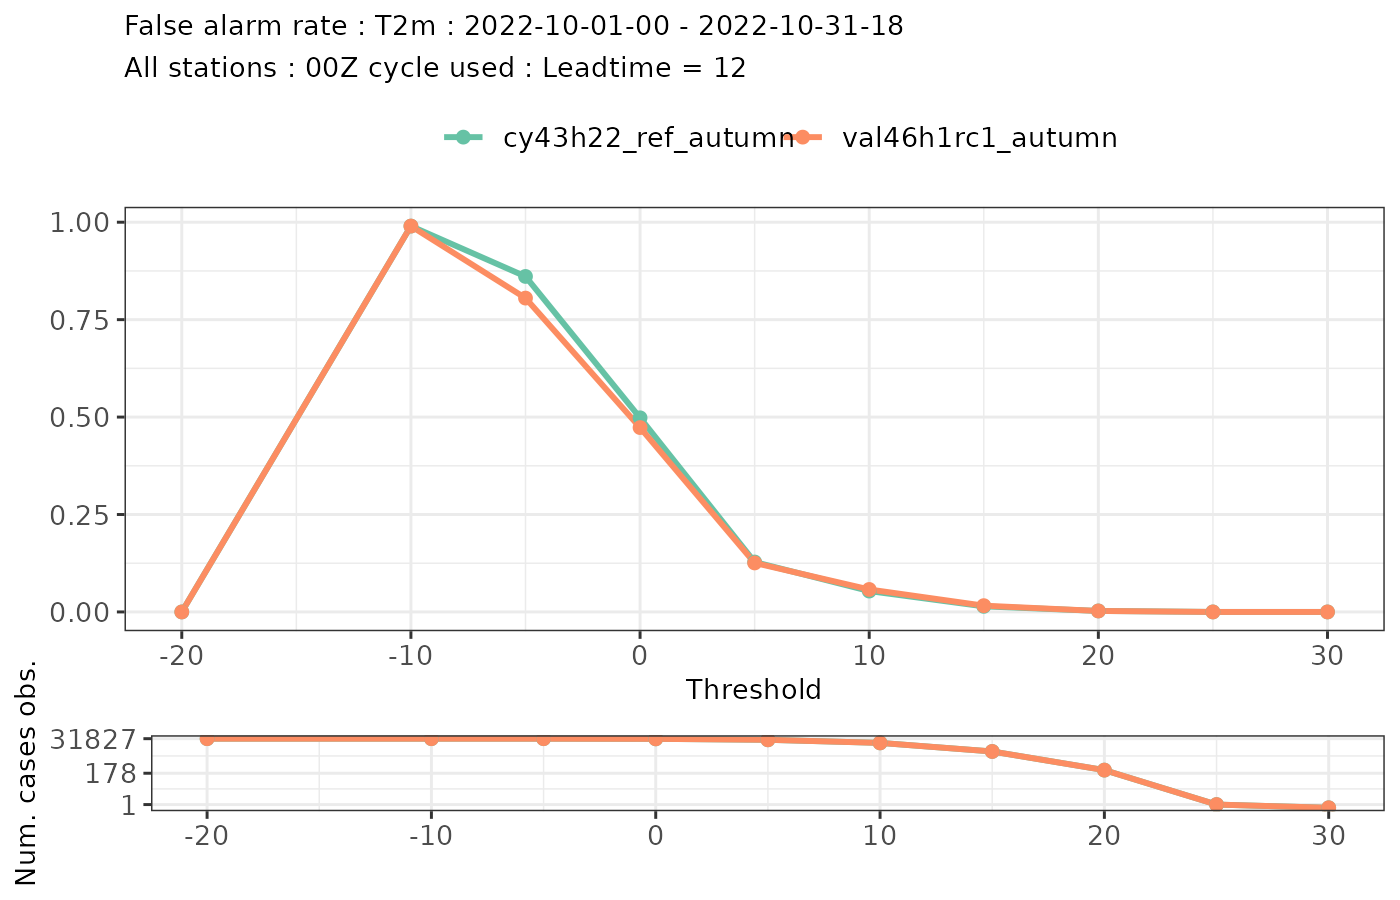 False alarm rate : T2m : 2022-10-01-00 - 2022-10-31-18
All stations : 00Z cycle used : Leadtime = 12
cy43h22_ref_autumn val46h1rc1_autumn
1.00
0.75
0.50
0.25
0.00
-20 -10 0 10 20 30
Threshold
Num. cases obs.
31827
178
1
-20 -10 0 10 20 30